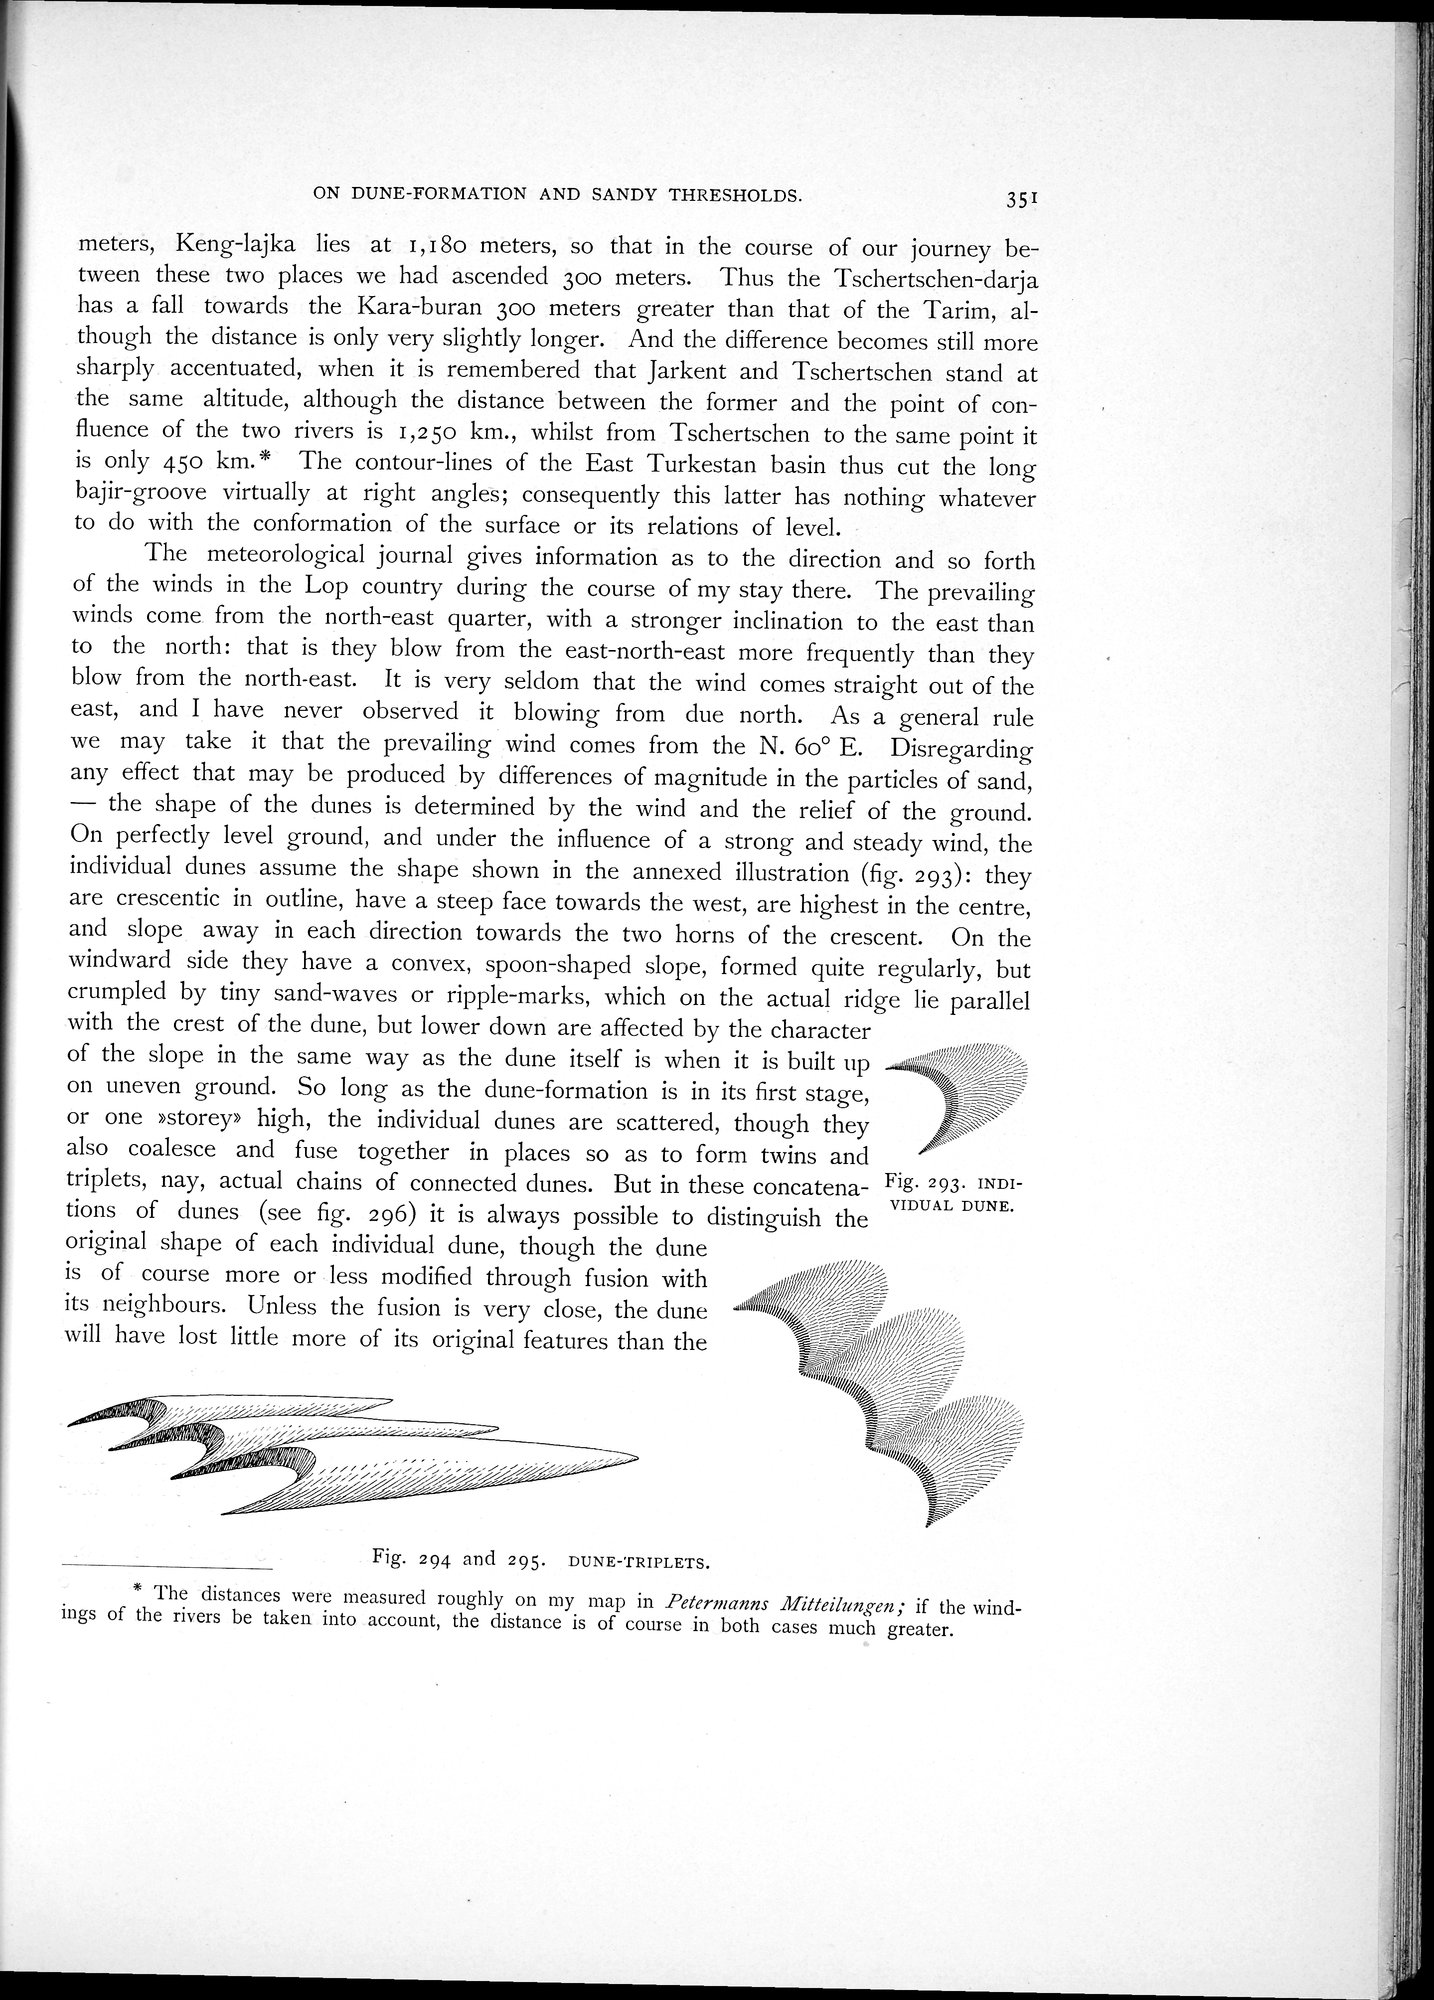 ON DUNE-FORMATION AND SANDY THRESHOLDS. 351
meters, Keng-lajka lies at 1,180 meters, so that in the course of our journey be-
tween these two places we had ascended 300 meters. Thus the Tschertschen-darja
has a fall towards the Kara-buran 300 meters greater than that of the Tarim, al-
though the distance is only very slightly longer. And the difference becomes still more
sharply accentuated, when it is remembered that Jarkent and Tschertschen stand at
the same altitude, although the distance between the former and the point of con-
fluence of the two rivers is 1,250 km., whilst from Tschertschen to the same point it
is only 450 km.* The contour-lines of the East Turkestan basin thus cut the long
bajir-groove virtually at right angles; consequently this latter has nothing whatever
to do with the conformation of the surface or its relations of level.
The meteorological journal gives information as to the direction and so forth
of the winds in the Lop country during the course of my stay there. The prevailing
winds come from the north-east quarter, with a stronger inclination to the east than
to the north: that is they blow from the east-north-east more frequently than they
blow from the north-east. It is very seldom that the wind comes straight out of the
east, and I have never observed it blowing from due north. As a general rule
we may take it that the prevailing wind comes from the N. 60° E. Disregarding
any effect that may be produced by differences of magnitude in the particles of sand,
— the shape of the dunes is determined by the wind and the relief of the ground.
On perfectly level ground, and under the influence of a strong and steady wind, the
individual dunes assume the shape shown in the annexed illustration (fig. 293): they
are crescentic in outline, have a steep face towards the west, are highest in the centre,
and slope away in each direction towards the two horns of the crescent. On the
windward side they have a convex, spoon-shaped slope, formed quite regularly, but
crumpled by tiny sand-waves or ripple-marks, which on the actual ridge lie parallel
with the crest of the dune, but lower down are affected by the character
of the slope in the same way as the dune itself is when it is built up
on uneven ground. So long as the dune-formation is in its first stage,
or one »storey» high, the individual dunes are scattered, though they
also coalesce and fuse together in places so as to form twins and
triplets, nay, actual chains of connected dunes. But in these concatena-
tions of dunes (see fig. 296) it is always possible to distinguish the
original shape of each individual dune, though the dune
is of course more or less modified through fusion with
its neighbours. Unless the fusion is very close, the dune
will have lost little more of its original features than the
Fig. 293. INDI-
VIDUAL DUNE.
Fig. 294 and 295. DUNE-TRIPLETS.
* The distances were measured roughly on my map in Petermanns Mitteilungen; if the wind-
ings of the rivers be taken into account, the distance is of course in both cases much greater.